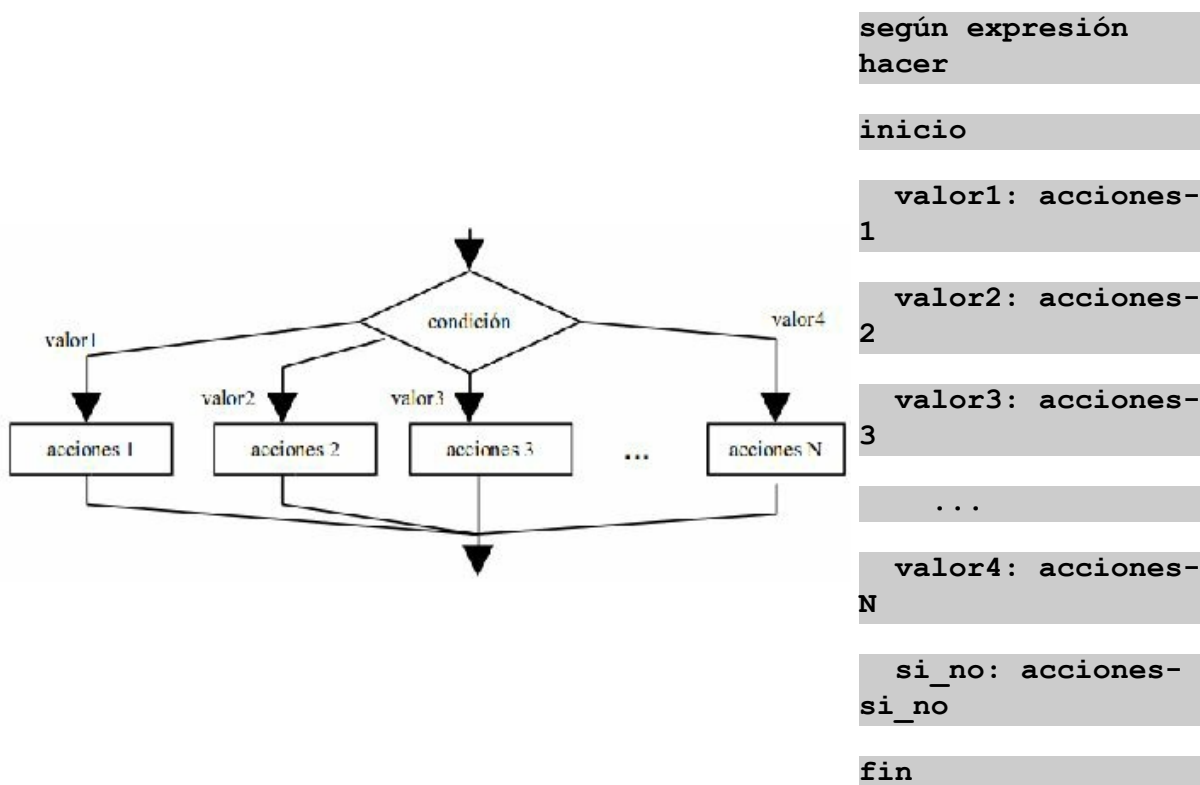 condición
valor1
valor4
valor2
valor3
acciones 1
acciones 2
acciones 3
...
acciones N
según expresión
hacer
inicio
valor1: acciones-
1
valor2: acciones-
2
valor3: acciones-
3
...
valor4: acciones-
N
si_no: acciones-
si_no
fin